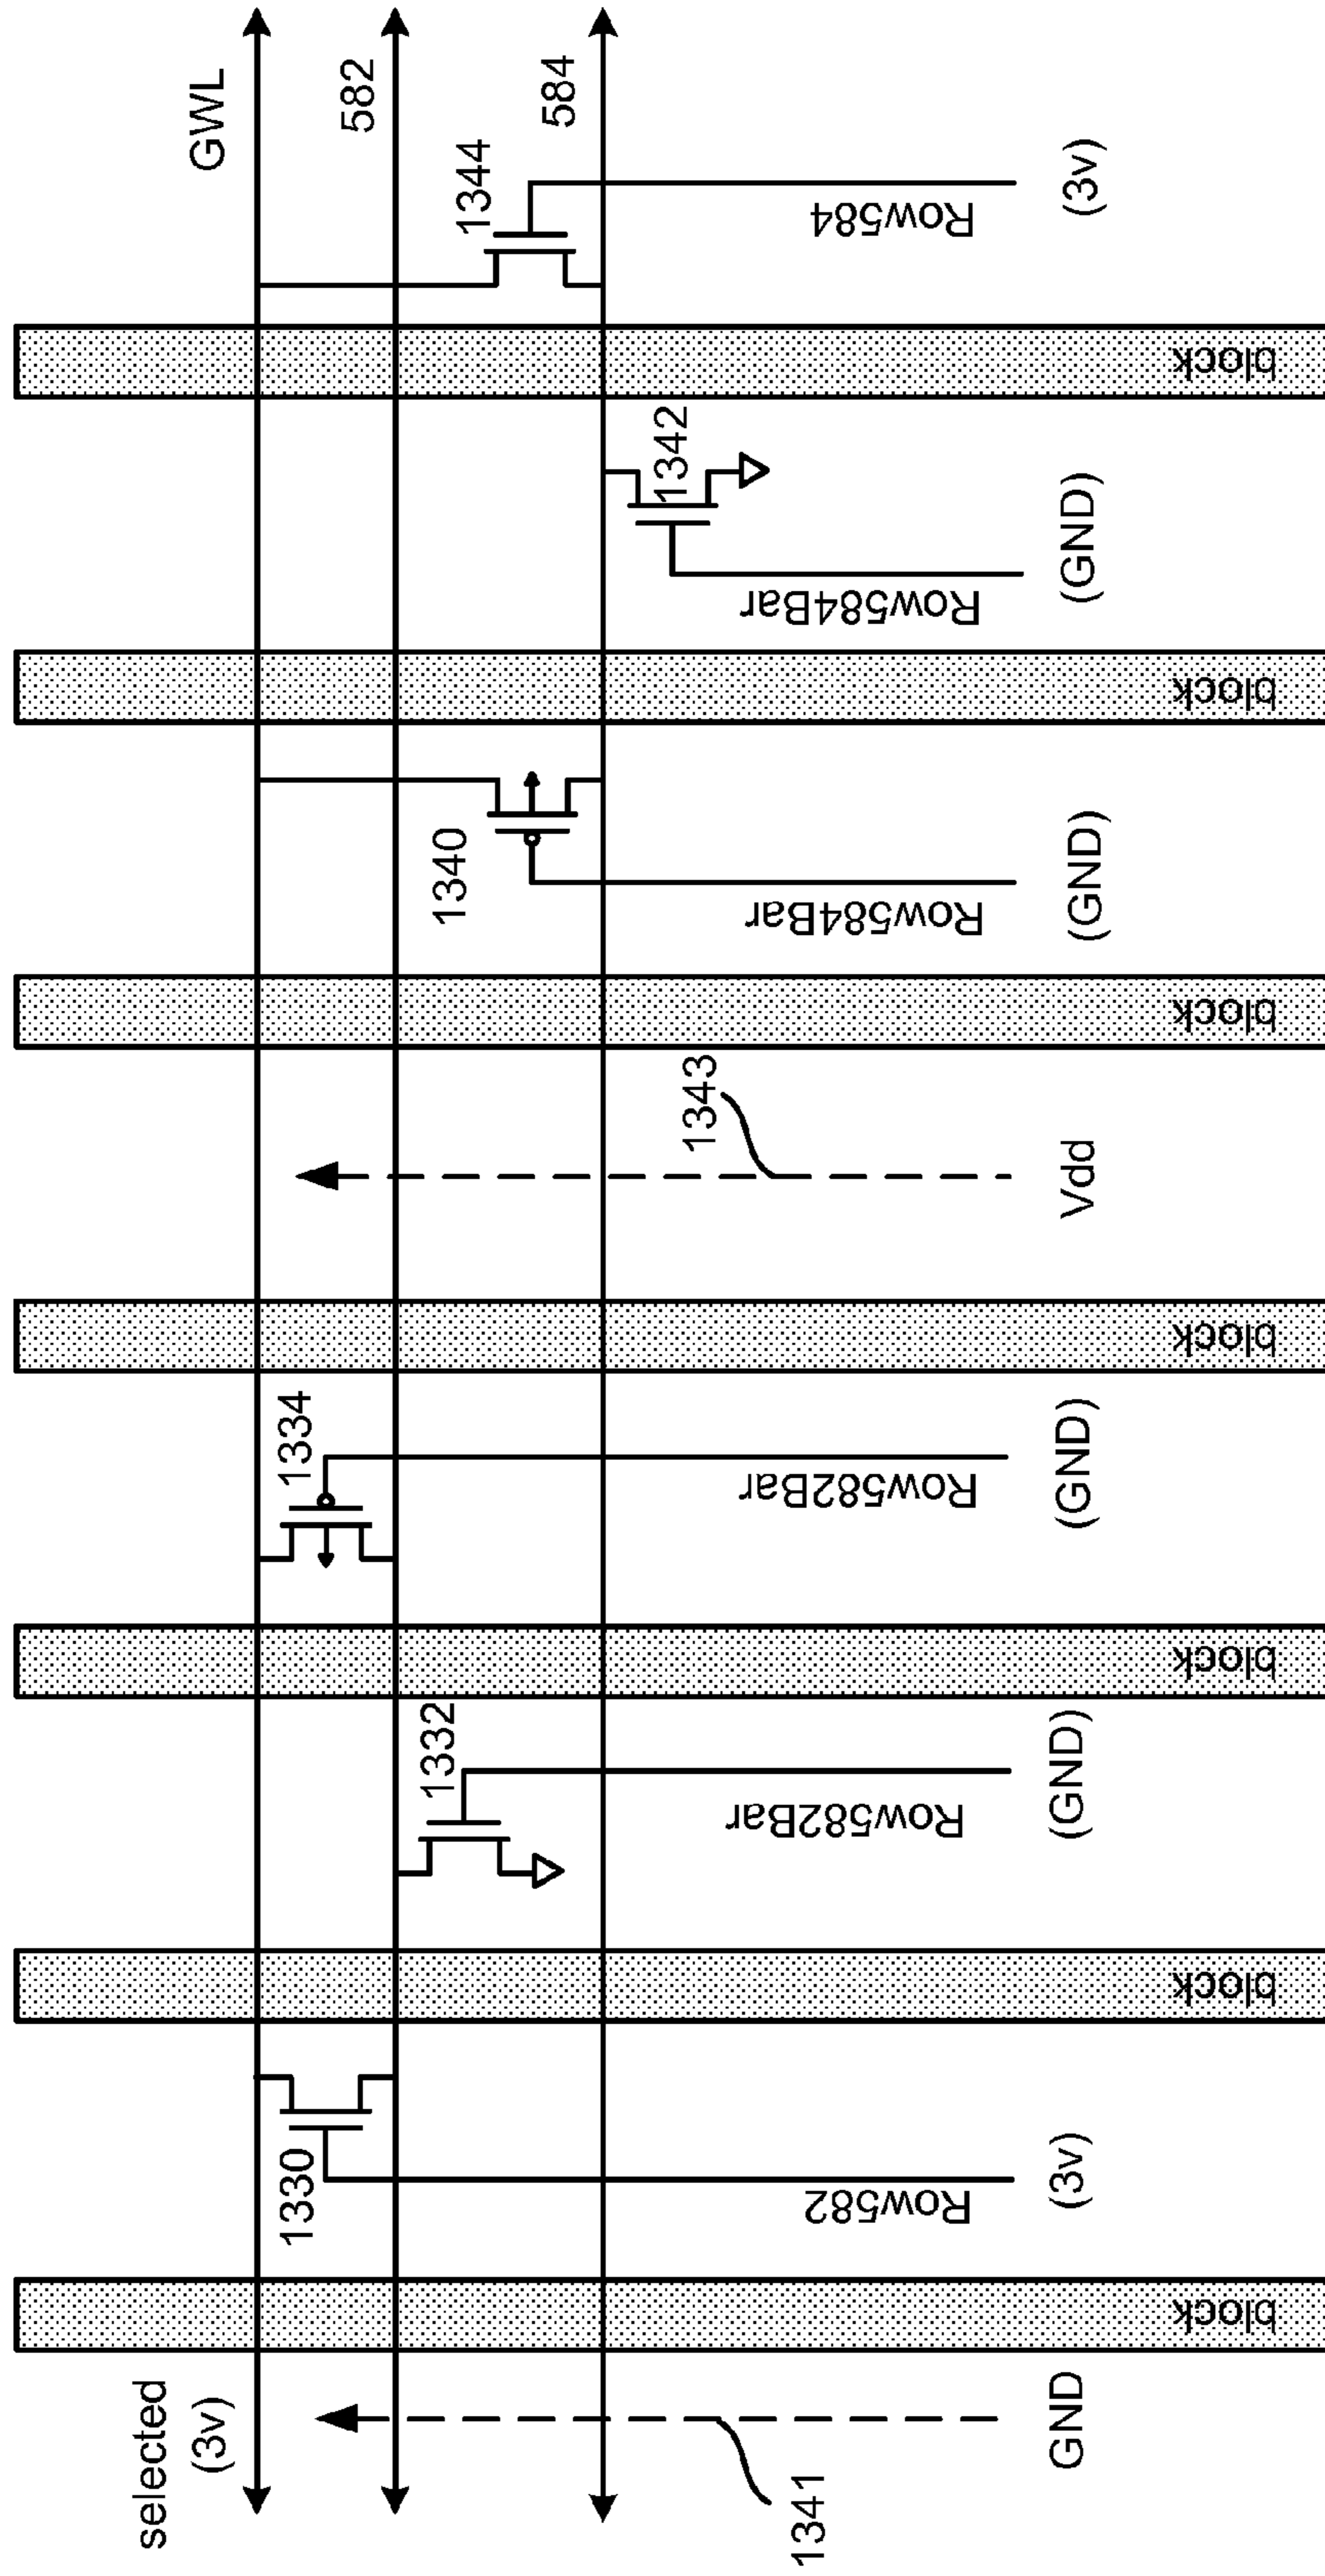 selected
(3v)
GWL
582
584
1341
GND
block
1330
Row582
(3v)
block
1332
Row582Bar
(GND)
block
1334
Row582Bar
(GND)
block
1343
Vdd
block
1340
Row584Bar
(GND)
block
1342
Row584Bar
(GND)
block
1344
Row584
(3v)